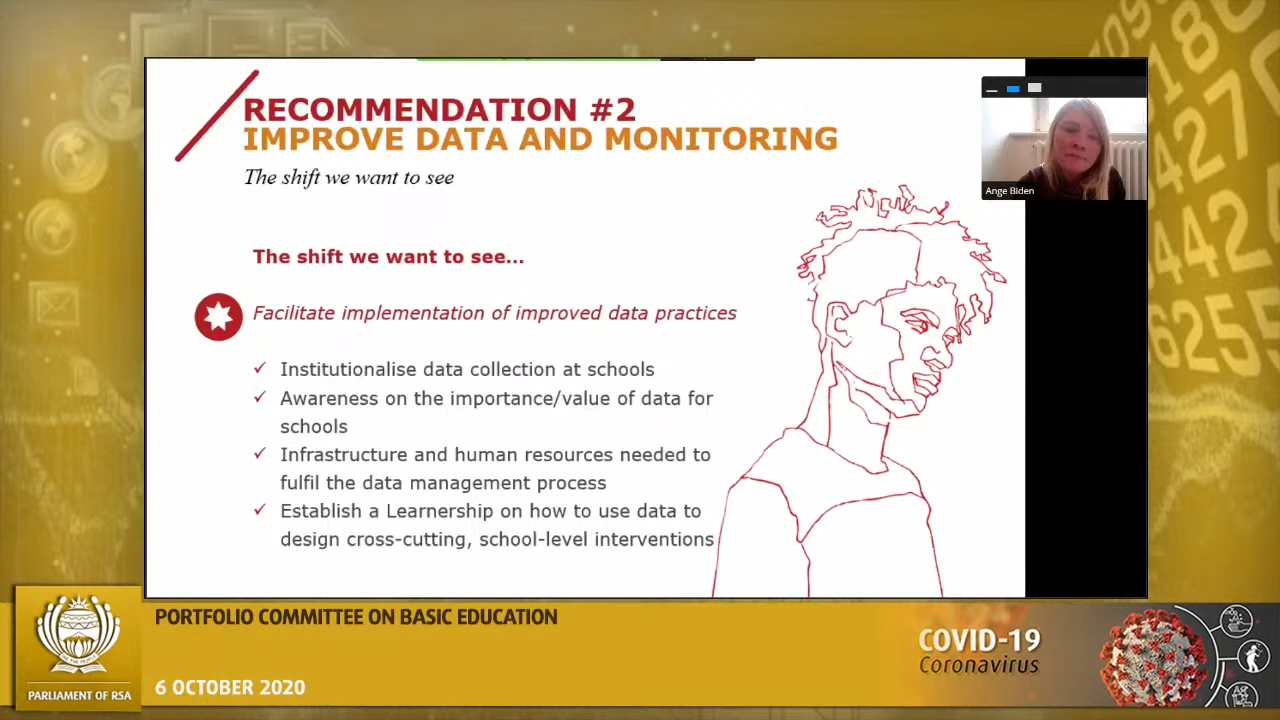 RECOMMENDATION #2
IMPROVE DATA AND MONITORING
The shift we want to see
The shift we want to see...
Facilitate implementation of improved data practices
✓ Institutionalise data collection at schools
✓ Awareness on the importance/value of data for
schools
✓ Infrastructure and human resources needed to
fulfil the data management process
✓ Establish a Learnership on how to use data to
design cross-cutting, school-level interventions
Ange Biden
PORTFOLIO COMMITTEE ON BASIC EDUCATION
6 OCTOBER 2020
PARLIAMENT OF RSA
COVID-19
Coronavirus